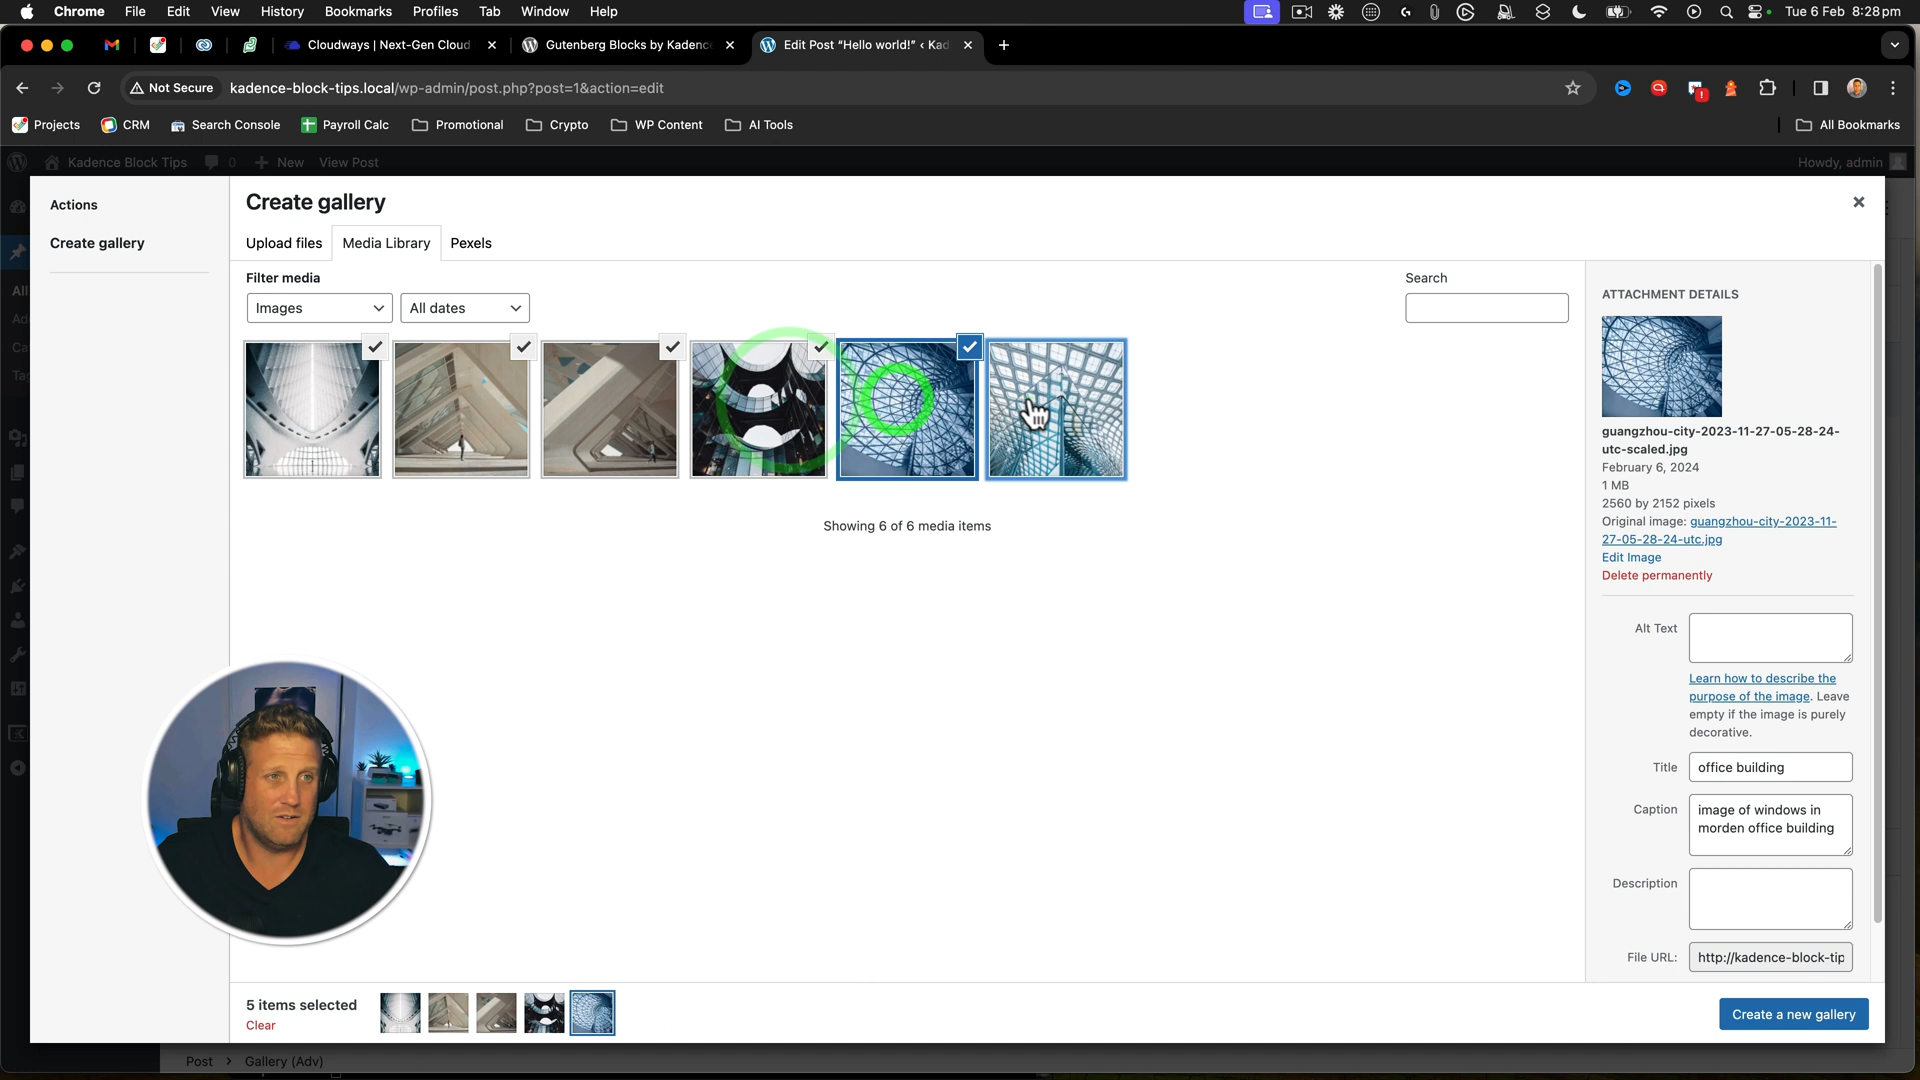 Chrome File Edit View History Bookmarks Profiles Tab Window Help
Tue 6 Feb 8:28 pm
Cloudways | Next-Gen Cloud
Gutenberg Blocks by Kadence
Edit Post “Hello world!” ‹ Kad
Not Secure
kadence-block-tips.local/wp-admin/post.php?post=1&action=edit
Projects
CRM
Search Console
Payroll Calc
Promotional
Crypto
WP Content
AI Tools
All Bookmarks
Kadence Block Tips
0
New
View Post
Howdy, admin
Actions
Create gallery
Create gallery
Upload files
Media Library
Pexels
Filter media
Images
All dates
Search
Showing 6 of 6 media items
ATTACHMENT DETAILS
guangzhou-city-2023-11-27-05-28-24-
utc-scaled.jpg
February 6, 2024
1 MB
2560 by 2152 pixels
Original image: guangzhou-city-2023-11-
27-05-28-24-utc.jpg
Edit Image
Delete permanently
Alt Text
Learn how to describe the
purpose of the image. Leave
empty if the image is purely
decorative.
Title
office building
Caption
image of windows in
morden office building
Description
File URL:
http://kadence-block-tip
5 items selected
Clear
Create a new gallery
Post › Gallery (Adv)